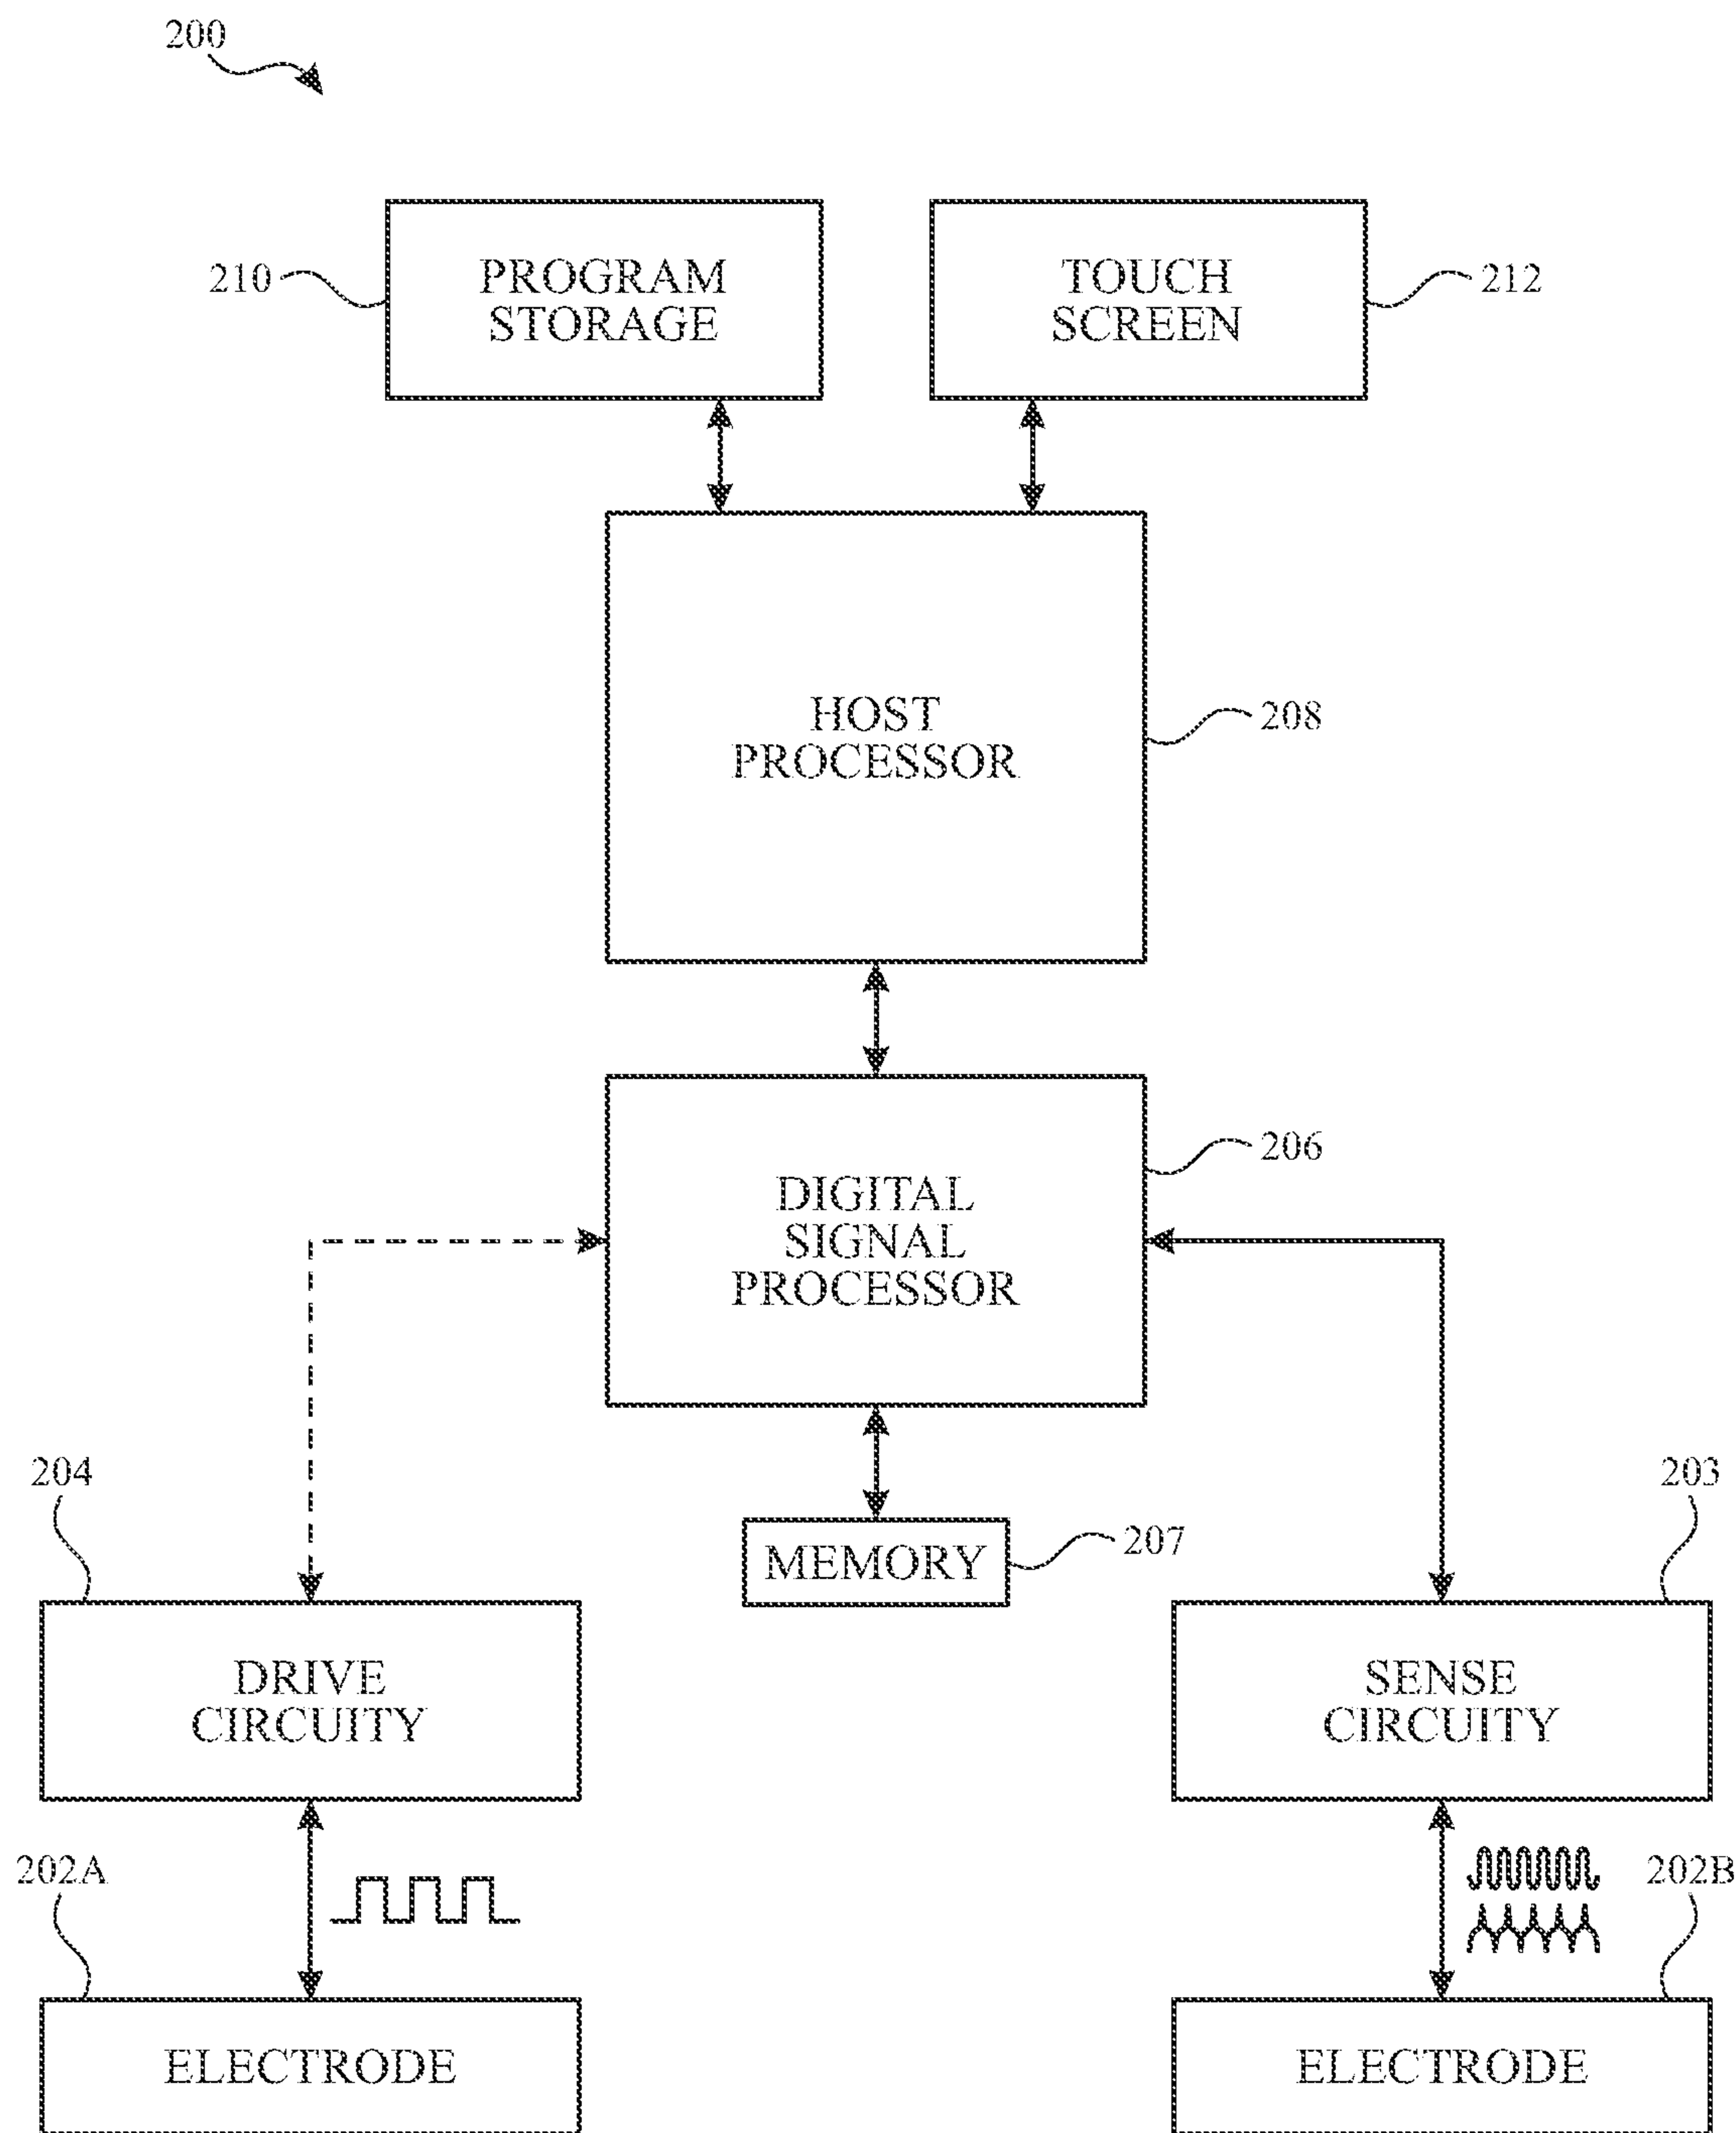 200
210
PROGRAM
STORAGE
TOUCH
SCREEN
212
HOST
PROCESSOR
208
206
DIGITAL
SIGNAL
PROCESSOR
204
203
MEMORY
207
DRIVE
CIRCUITY
SENSE
CIRCUITY
202A
202B
ELECTRODE
ELECTRODE